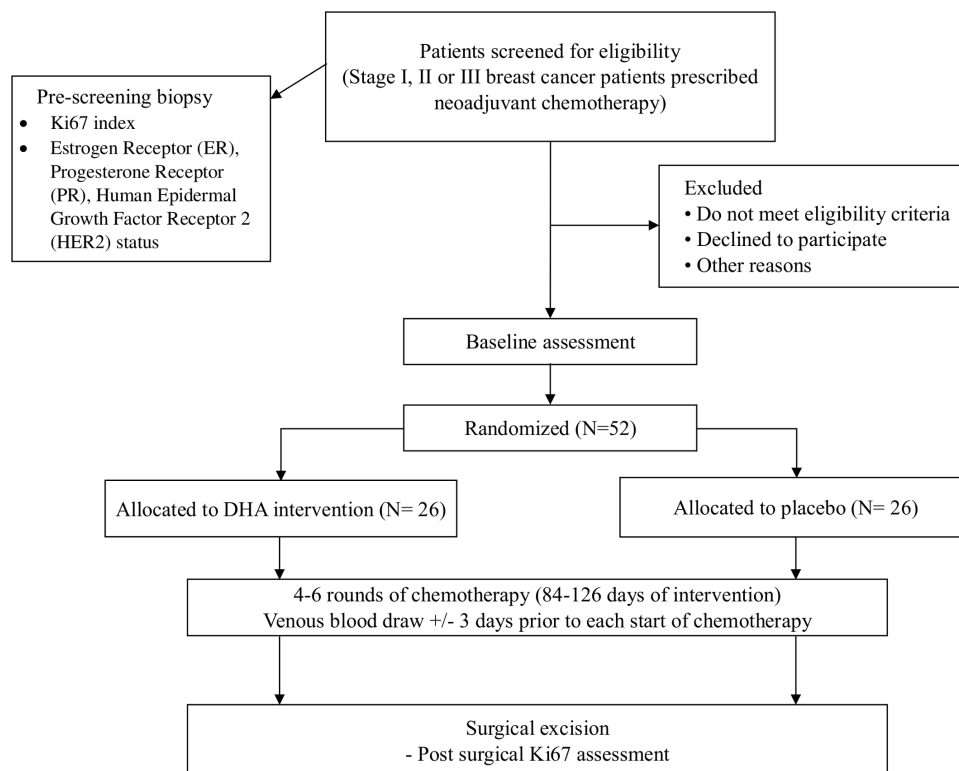 Patients screened for eligibility
(Stage I, II or III breast cancer patients prescribed
neoadjuvant chemotherapy)
Pre-screening biopsy
• Ki67 index
• Estrogen Receptor (ER),
Progesterone Receptor
(PR), Human Epidermal
Growth Factor Receptor 2
(HER2) status
Excluded
• Do not meet eligibility criteria
• Declined to participate
• Other reasons
Baseline assessment
Randomized (N=52)
Allocated to DHA intervention (N= 26)
Allocated to placebo (N= 26)
4-6 rounds of chemotherapy (84-126 days of intervention)
Venous blood draw +/- 3 days prior to each start of chemotherapy
Surgical excision
- Post surgical Ki67 assessment